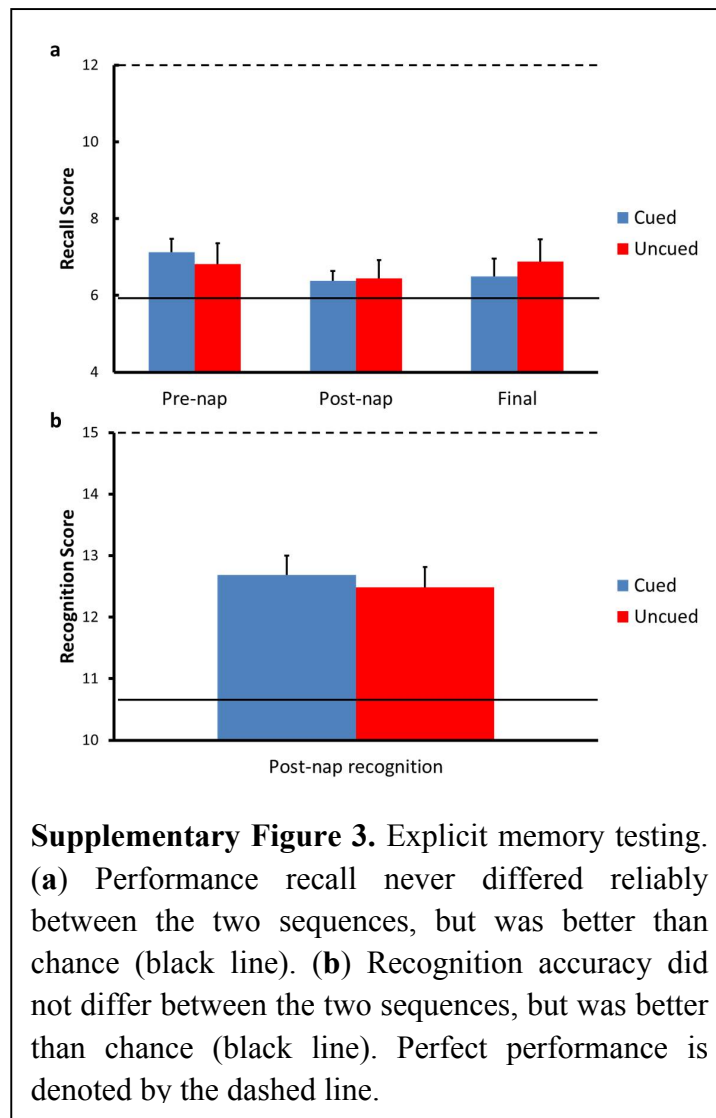 a
12
10
8
6
4
Recall Score
Cued
Uncued
Pre-nap Post-nap Final
b
15
14
13
12
11
10
Recognition Score
Cued
Uncued
Post-nap recognition
Supplementary Figure 3. Explicit memory testing.
(a) Performance recall never differed reliably
between the two sequences, but was better than
chance (black line). (b) Recognition accuracy did
not differ between the two sequences, but was better
than chance (black line). Perfect performance is
denoted by the dashed line.